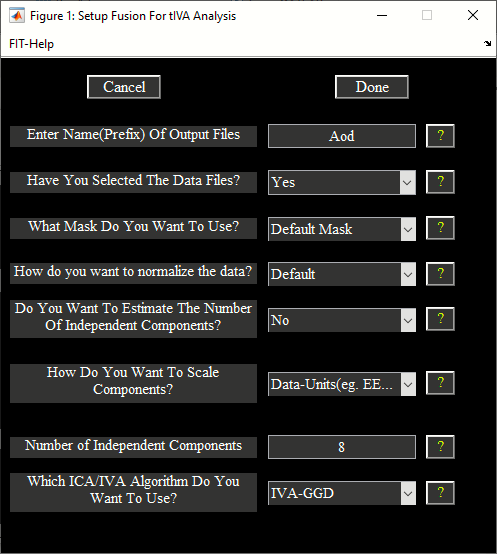 Figure 1: Setup Fusion For tIVA Analysis
FIT-Help
Cancel
Done
Enter Name(Prefix) Of Output Files
Aod
?
Have You Selected The Data Files?
Yes
?
What Mask Do You Want To Use?
Default Mask
?
How do you want to normalize the data?
Default
?
Do You Want To Estimate The Number
Of Independent Components?
No
?
How Do You Want To Scale
Components?
Data-Units(eg. EE...
?
Number of Independent Components
8
?
Which ICA/IVA Algorithm Do You
Want To Use?
IVA-GGD
?